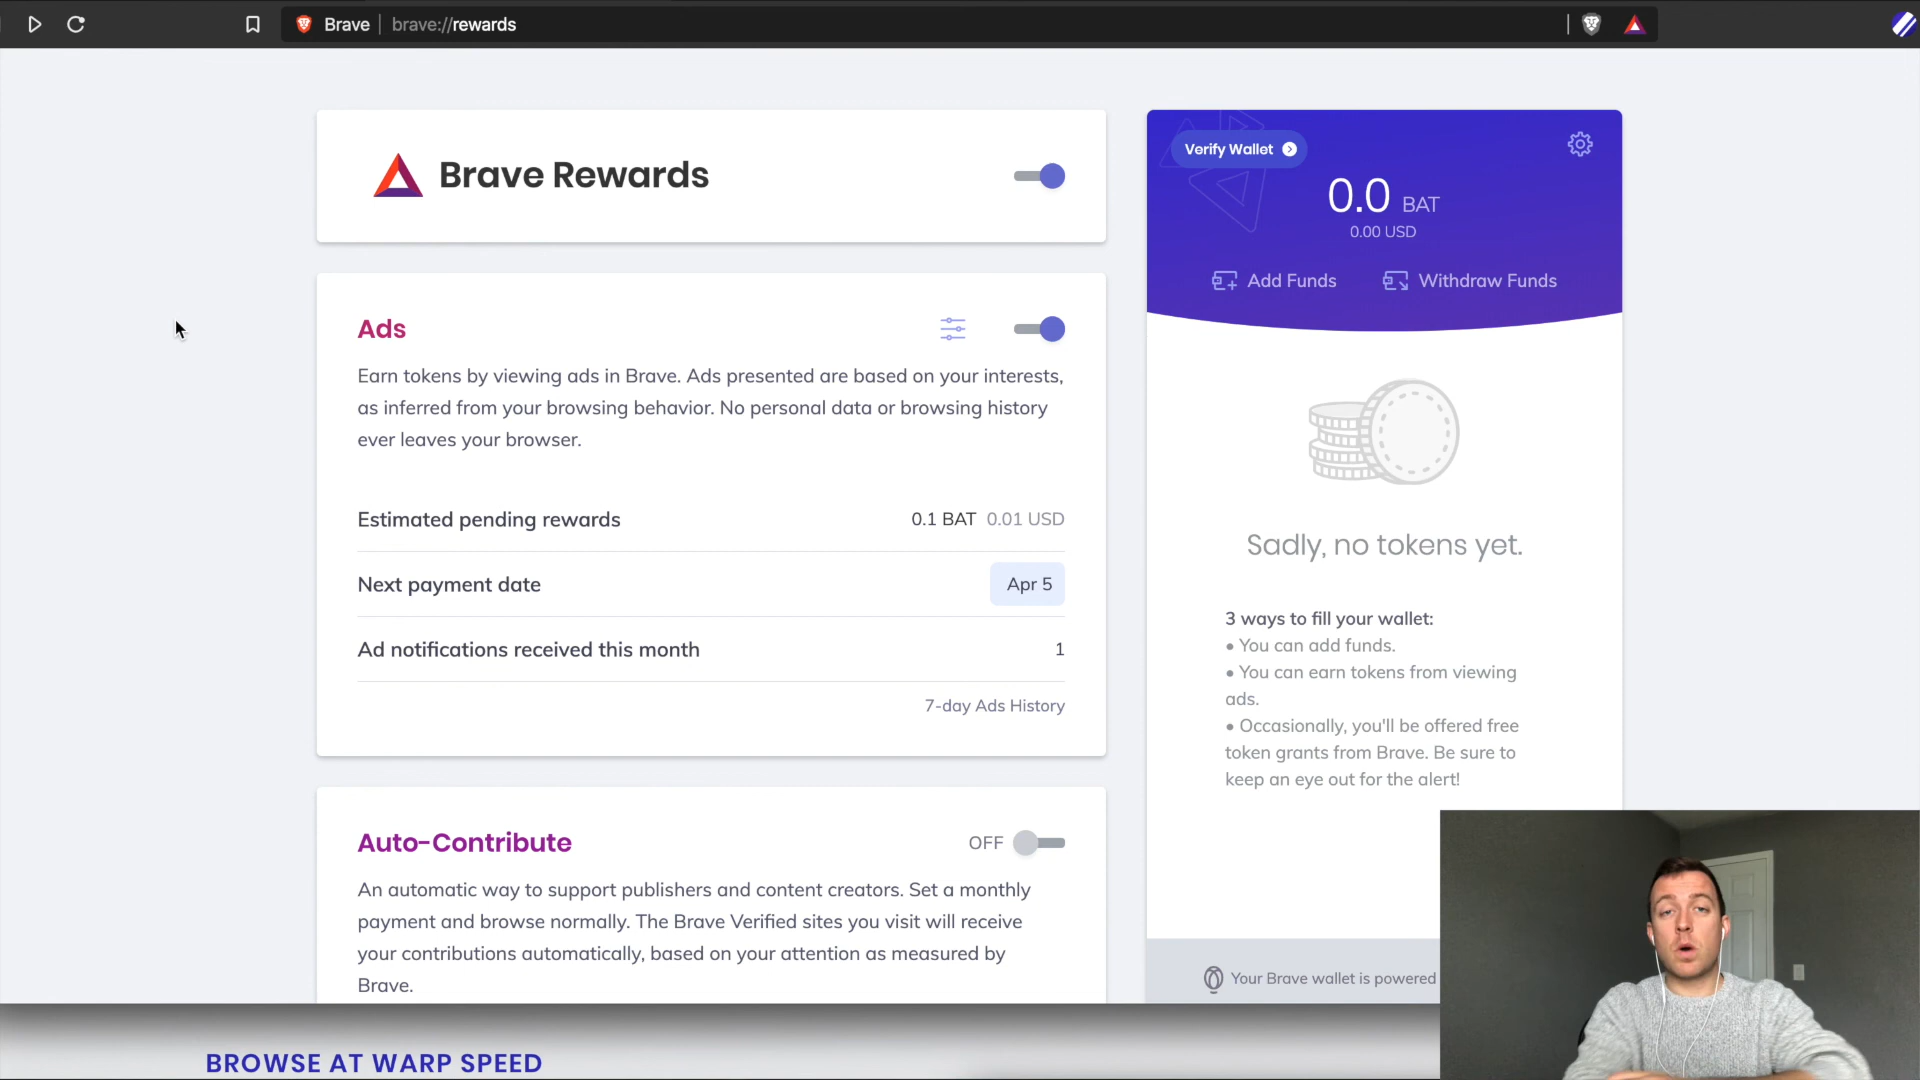 Brave | brave://rewards
Brave Rewards
Ads
Earn tokens by viewing ads in Brave. Ads presented are based on your interests,
as inferred from your browsing behavior. No personal data or browsing history
ever leaves your browser.
Estimated pending rewards 0.1 BAT 0.01 USD
Next payment date Apr 5
Ad notifications received this month 1
7-day Ads History
Auto-Contribute OFF
An automatic way to support publishers and content creators. Set a monthly
payment and browse normally. The Brave Verified sites you visit will receive
your contributions automatically, based on your attention as measured by
Brave.
Verify Wallet
0.0 BAT
0.00 USD
Add Funds Withdraw Funds
Sadly, no tokens yet.
3 ways to fill your wallet:
• You can add funds.
• You can earn tokens from viewing
ads.
• Occasionally, you'll be offered free
token grants from Brave. Be sure to
keep an eye out for the alert!
Your Brave wallet is powered
BROWSE AT WARP SPEED